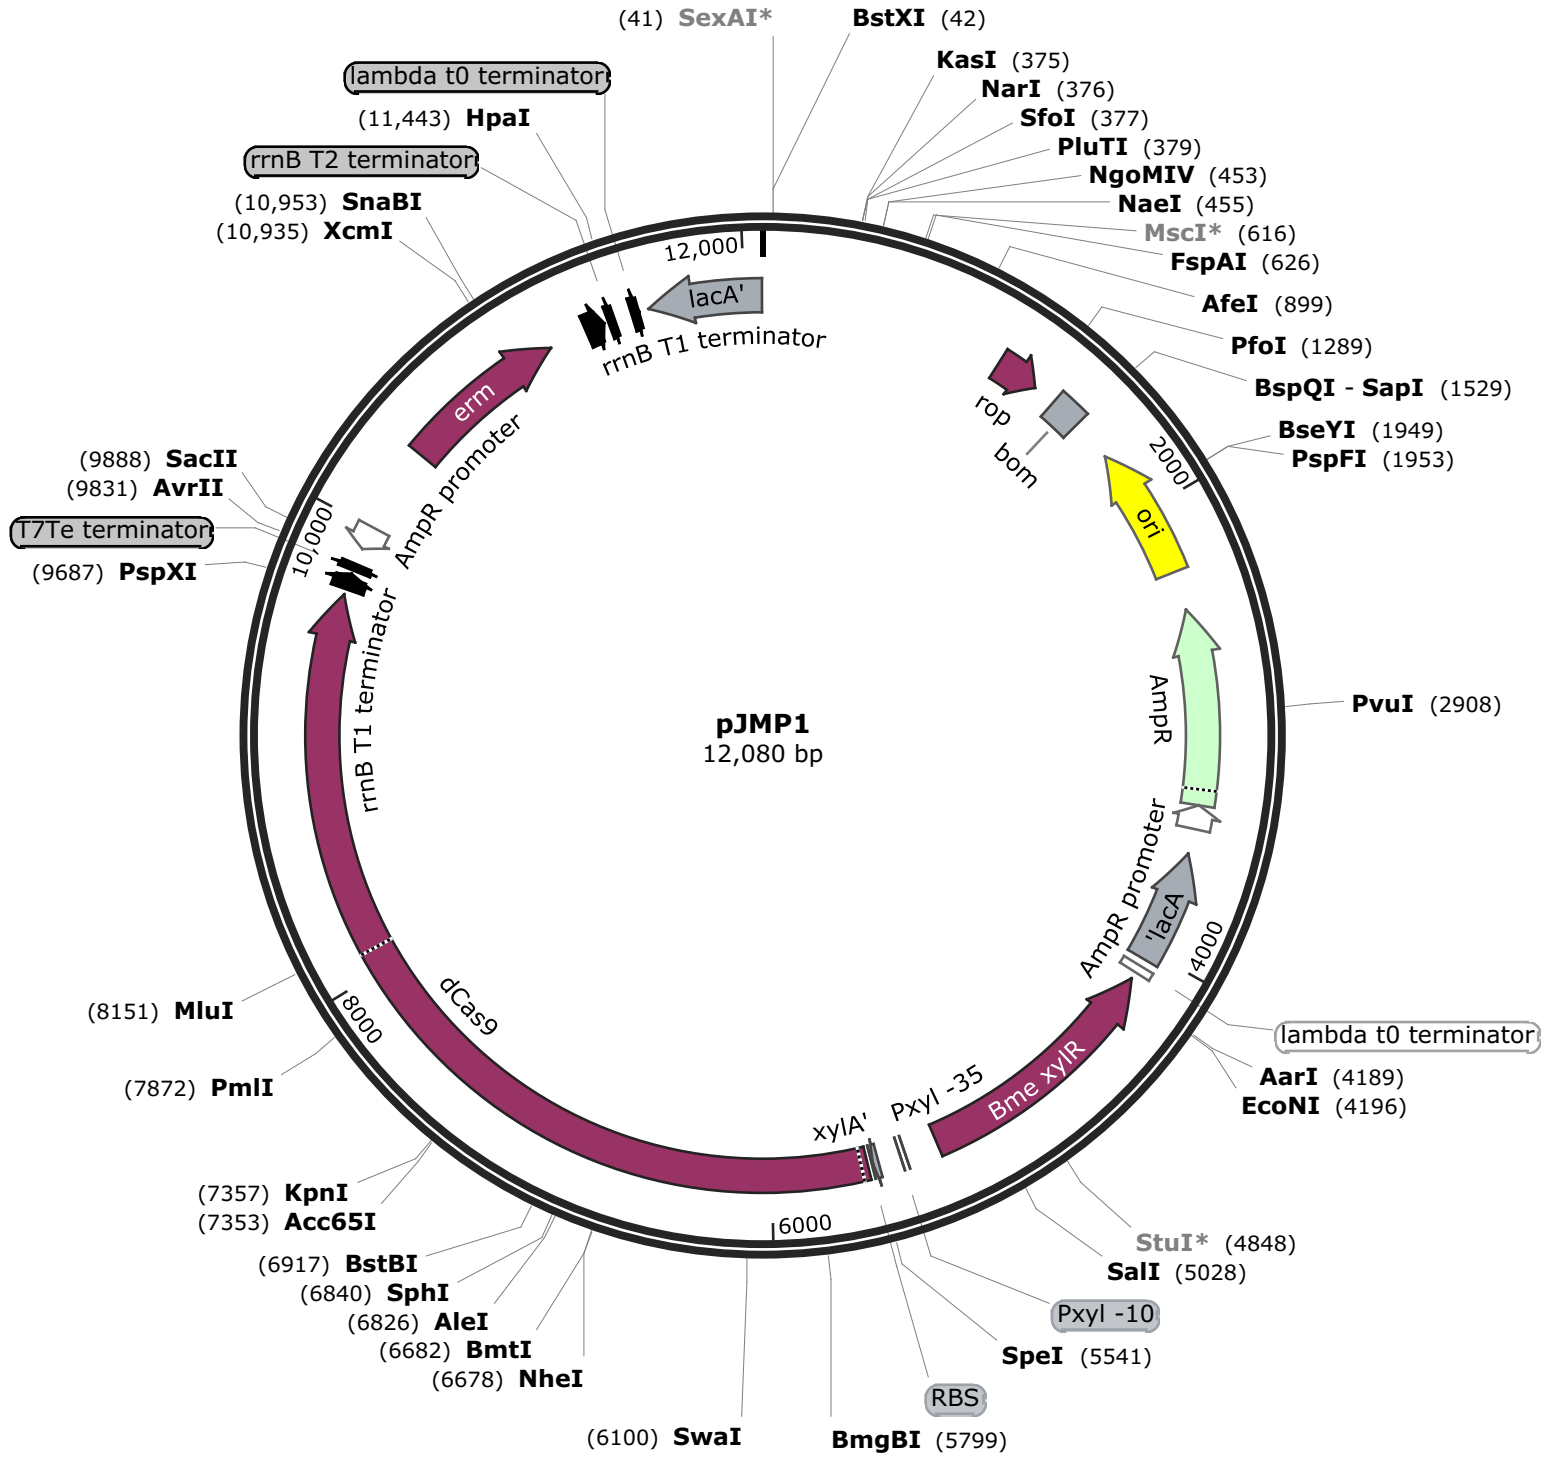 (41) SexAI*
BstXI (42)
KasI (375)
NarI (376)
SfoI (377)
PluTI (379)
NgoMIV (453)
NaeI (455)
MscI* (616)
FspAI (626)
AfeI (899)
PfoI (1289)
BspQI - SapI (1529)
BseYI (1949)
PspFI (1953)
PvuI (2908)
lambda t0 terminator
AarI (4189)
EcoNI (4196)
StuI* (4848)
SalI (5028)
Pxyl -10
SpeI (5541)
RBS
BmgBI (5799)
(6100) SwaI
(6678) NheI
(6682) BmtI
(6826) AleI
(6840) SphI
(6917) BstBI
(7353) Acc65I
(7357) KpnI
(7872) PmlI
(8151) MluI
(9687) PspXI
T7Te terminator
(9831) AvrII
(9888) SacII
(10,935) XcmI
(10,953) SnaBI
rrnB T2 terminator
(11,443) HpaI
lambda t0 terminator
12,000
2000
4000
6000
8000
10,000
lacA'
rrnB T1 terminator
rop
bom
ori
AmpR
AmpR promoter
'lacA
Bme xylR
Pxyl -35
xylA'
dCas9
rrnB T1 terminator
AmpR promoter
erm
pJMP1
12,080 bp